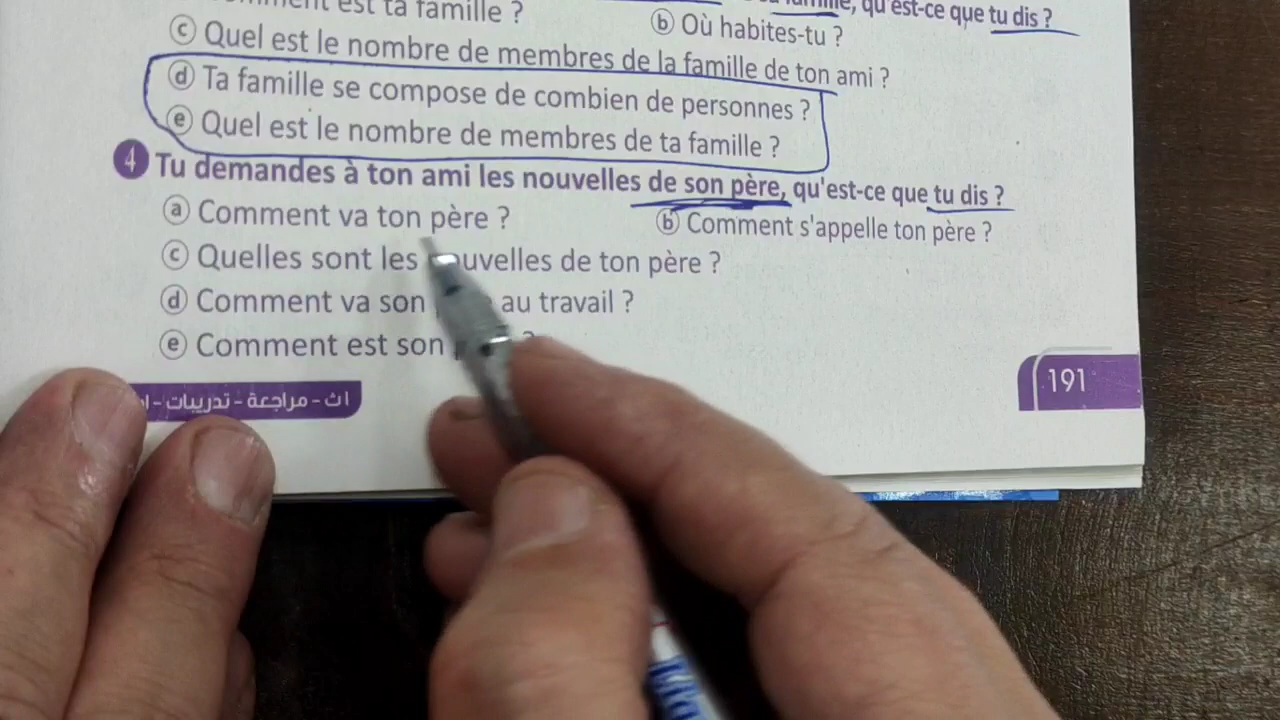 est ta famille ?
famille, qu'est-ce que tu dis ?
ⓑ Où habites-tu ?
ⓒ Quel est le nombre de membres de la famille de ton ami ?
ⓓ Ta famille se compose de combien de personnes ?
ⓔ Quel est le nombre de membres de ta famille ?
4 Tu demandes à ton ami les nouvelles de son père, qu'est-ce que tu dis ?
ⓐ Comment va ton père ?
ⓑ Comment s'appelle ton père ?
ⓒ Quelles sont les nouvelles de ton père ?
ⓓ Comment va son au travail ?
ⓔ Comment est son ?
مراجعة - تدريبات -
191